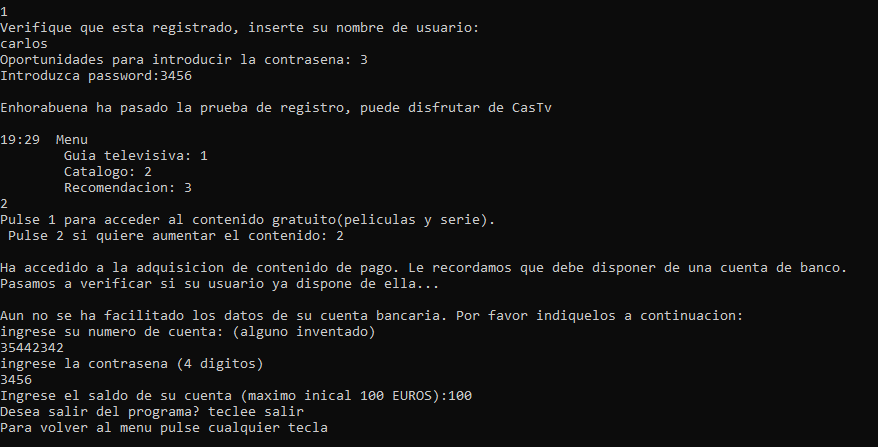 1
Verifique que esta registrado, inserte su nombre de usuario:
carlos
Oportunidades para introducir la contrasena: 3
Introduzca password:3456
Enhorabuena ha pasado la prueba de registro, puede disfrutar de CasTv
19:29  Menu
Guia televisiva: 1
Catalogo: 2
Recomendacion: 3
2
Pulse 1 para acceder al contenido gratuito(peliculas y serie).
Pulse 2 si quiere aumentar el contenido: 2
Ha accedido a la adquisicion de contenido de pago. Le recordamos que debe disponer de una cuenta de banco.
Pasamos a verificar si su usuario ya dispone de ella...
Aun no se ha facilitado los datos de su cuenta bancaria. Por favor indiquelos a continuacion:
ingrese su numero de cuenta: (alguno inventado)
35442342
ingrese la contrasena (4 digitos)
3456
Ingrese el saldo de su cuenta (maximo inical 100 EUROS):100
Desea salir del programa? teclee salir
Para volver al menu pulse cualquier tecla